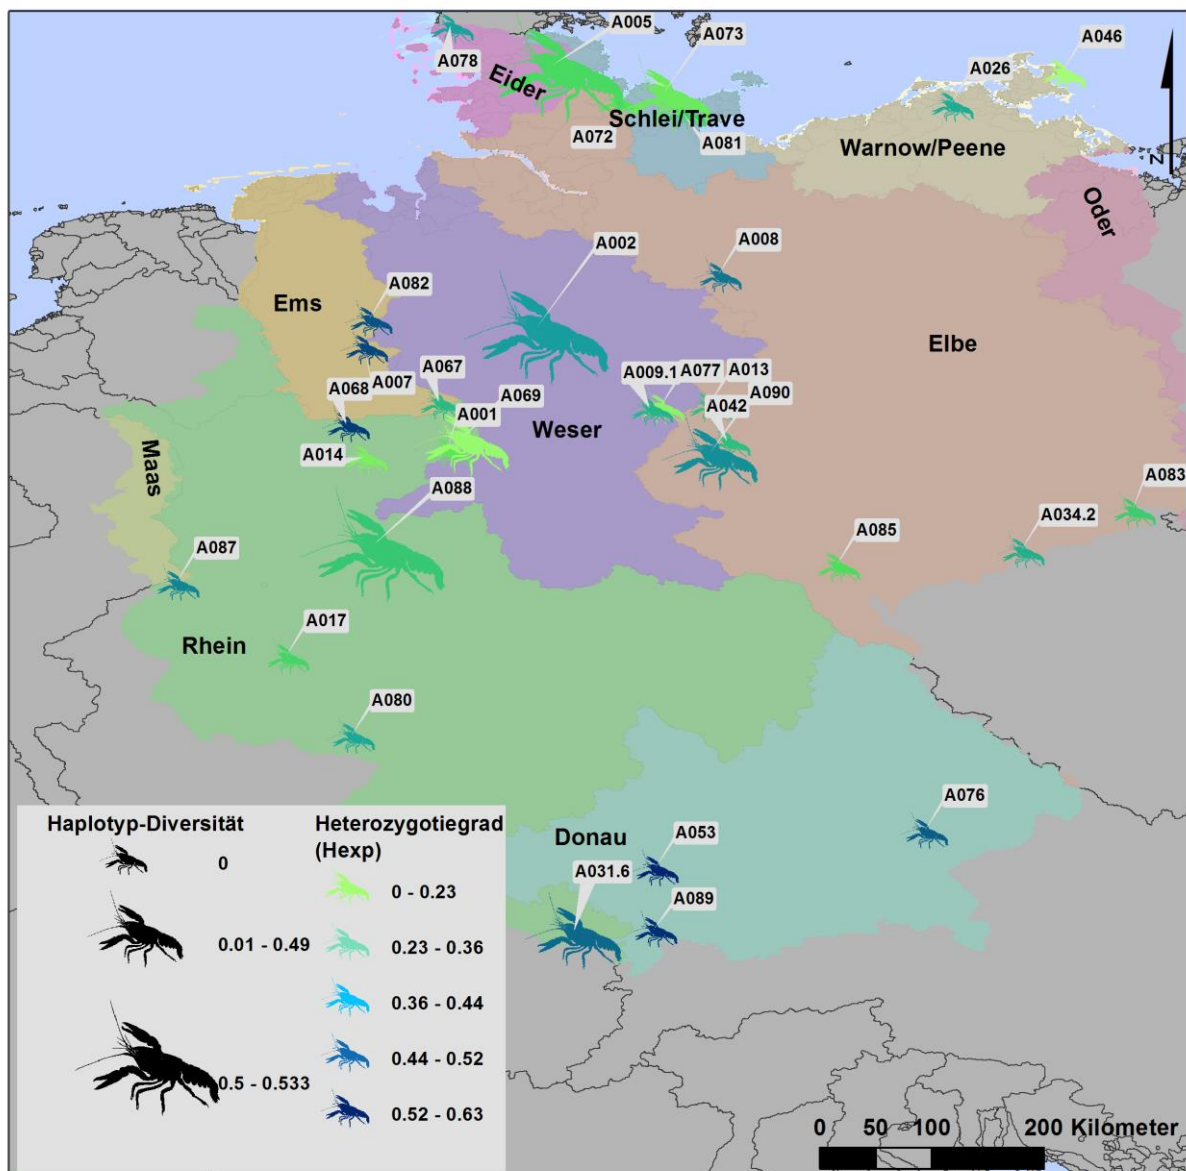 A005
A073
A046
A078
A026
Eider
Schlei/Trave
A072
A081
Warnow/Peene
N
Oder
A002
A008
A082
Ems
Elbe
A067
A009.1
A077
A013
A068
A007
A069
A090
A001
A042
Weser
A014
Maas
A088
A083
A034.2
A085
A087
A017
Rhein
A080
A076
Donau
A053
A031.6
A089
Haplotyp-Diversität
0
0.01 - 0.49
0.5 - 0.533
Heterozygotiegrad
(Hexp)
0 - 0.23
0.23 - 0.36
0.36 - 0.44
0.44 - 0.52
0.52 - 0.63
0 50 100 200 Kilometer